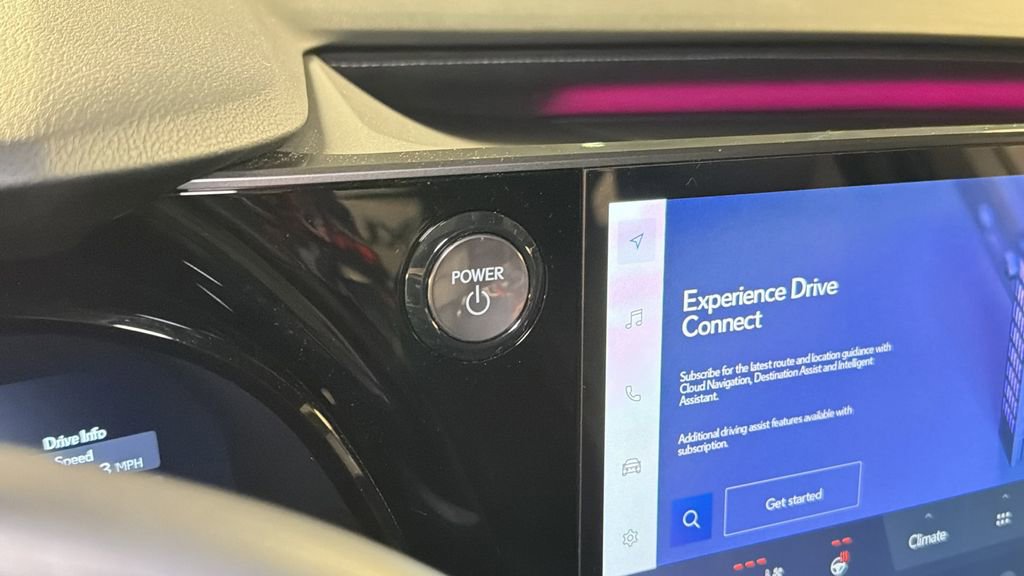 POWER
Experience Drive
Connect
Subscribe for the latest route and location guidance with
Cloud Navigation, Destination Assist and Intelligent
Assistant.
Additional driving assist features available with
subscription.
Get started
Climate
Drive Info
Speed
3 MPH